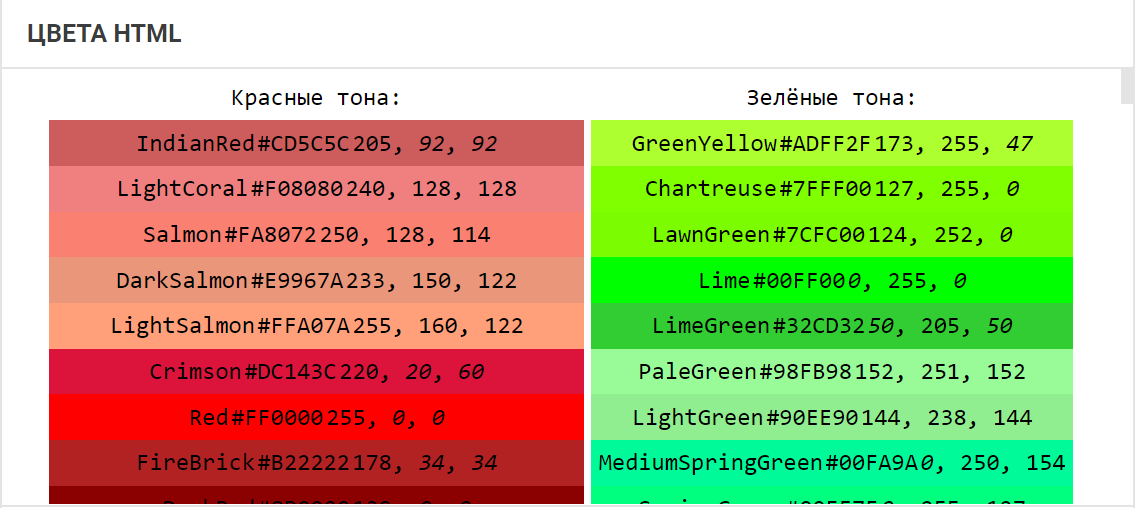 ЦВЕТА HTML
Красные тона:
IndianRed#CD5C5C205, 92, 92
LightCoral#F08080240, 128, 128
Salmon#FA8072250, 128, 114
DarkSalmon#E9967A233, 150, 122
LightSalmon#FFA07A255, 160, 122
Crimson#DC143C220, 20, 60
Red#FF0000255, 0, 0
FireBrick#B22222178, 34, 34
Зелёные тона:
GreenYellow#ADFF2F173, 255, 47
Chartreuse#7FFF00127, 255, 0
LawnGreen#7CFC00124, 252, 0
Lime#00FF000, 255, 0
LimeGreen#32CD3250, 205, 50
PaleGreen#98FB98152, 251, 152
LightGreen#90EE90144, 238, 144
MediumSpringGreen#00FA9A0, 250, 154